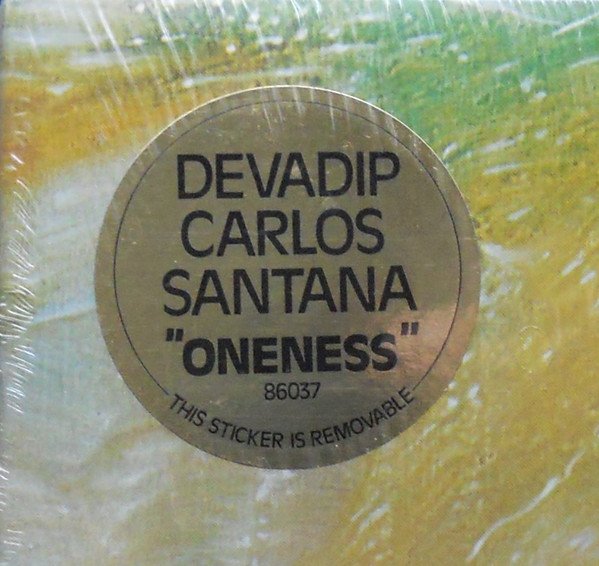 DEVADIP
CARLOS
SANTANA
"ONENESS"
86037
THIS STICKER IS REMOVABLE